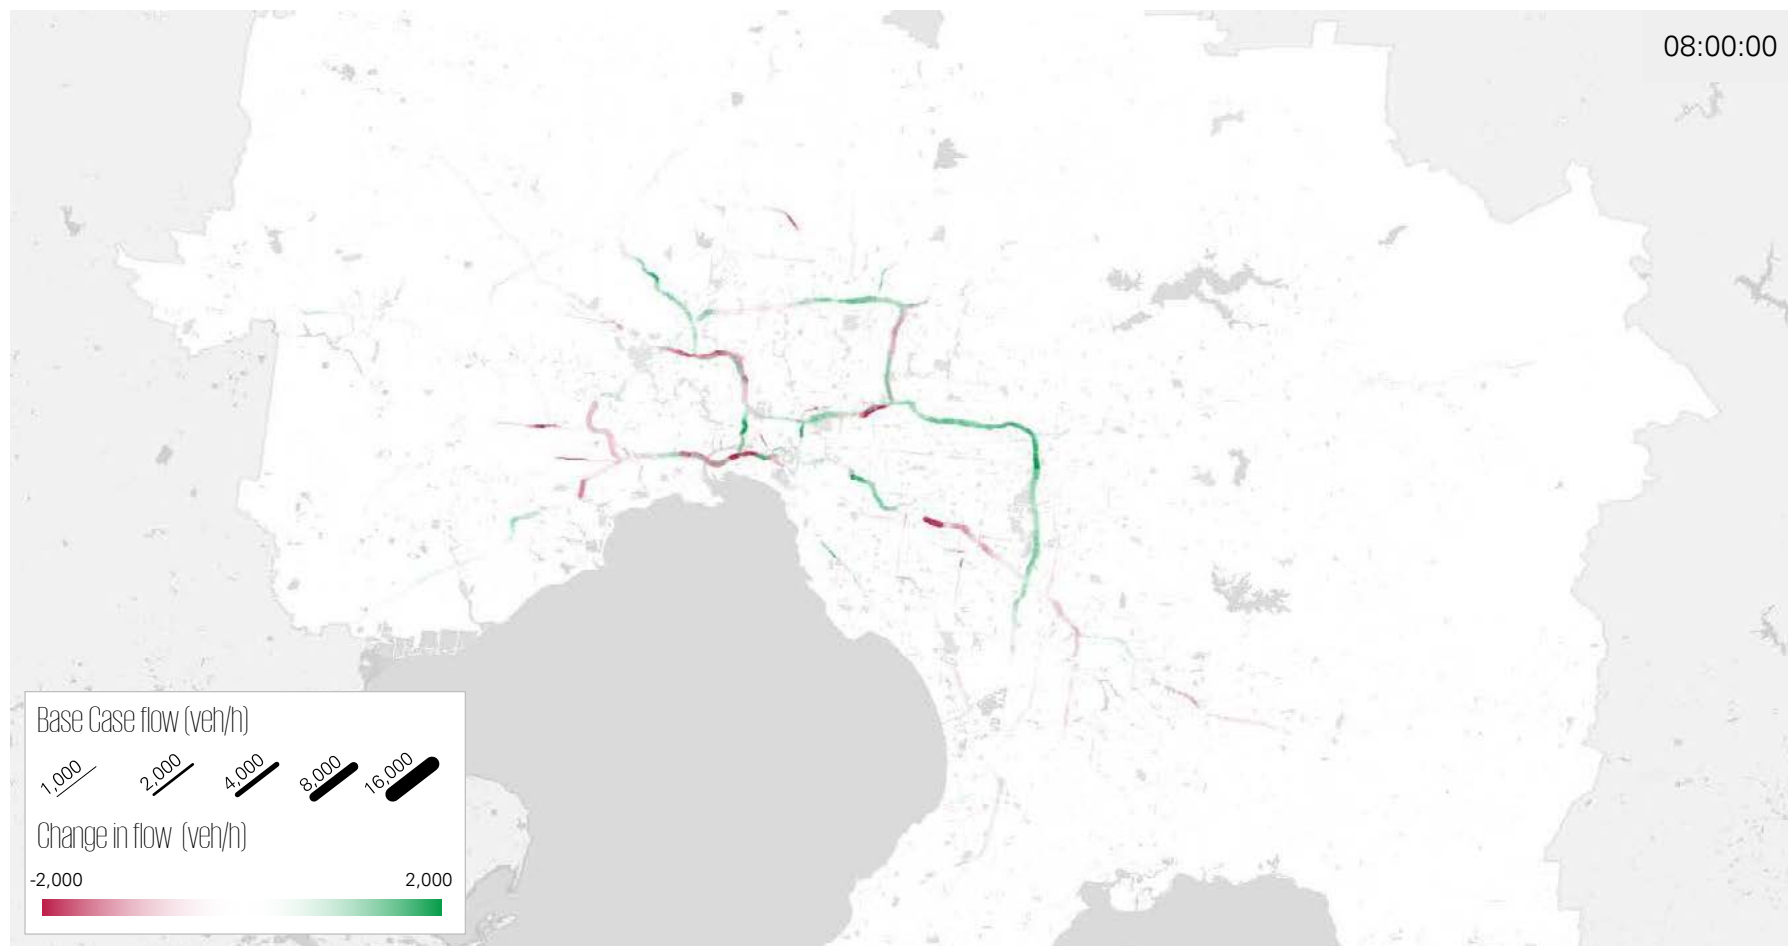 08:00:00
Base Case flow (veh/h)
1,000 2,000 4,000 8,000 16,000
Change in flow (veh/h)
-2,000 2,000